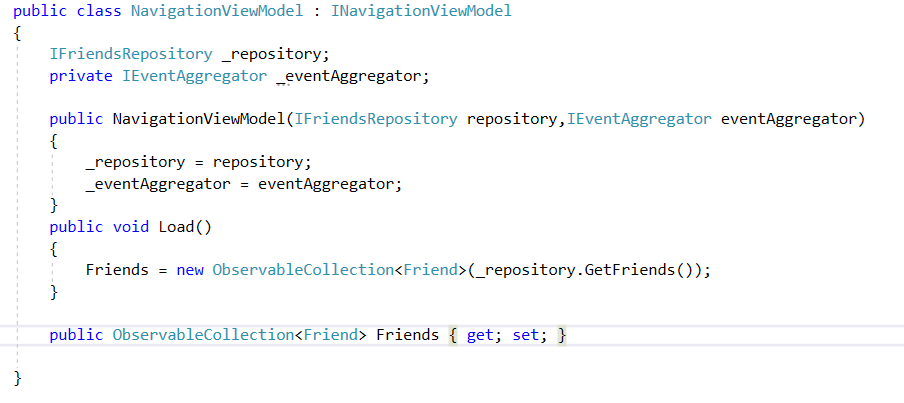 public class NavigationViewModel : INavigationViewModel
{
IFriendsRepository _repository;
private IEventAggregator _eventAggregator;
public NavigationViewModel(IFriendsRepository repository,IEventAggregator eventAggregator)
{
_repository = repository;
_eventAggregator = eventAggregator;
}
public void Load()
{
Friends = new ObservableCollection<Friend>(_repository.GetFriends());
}
public ObservableCollection<Friend> Friends { get; set; }
}